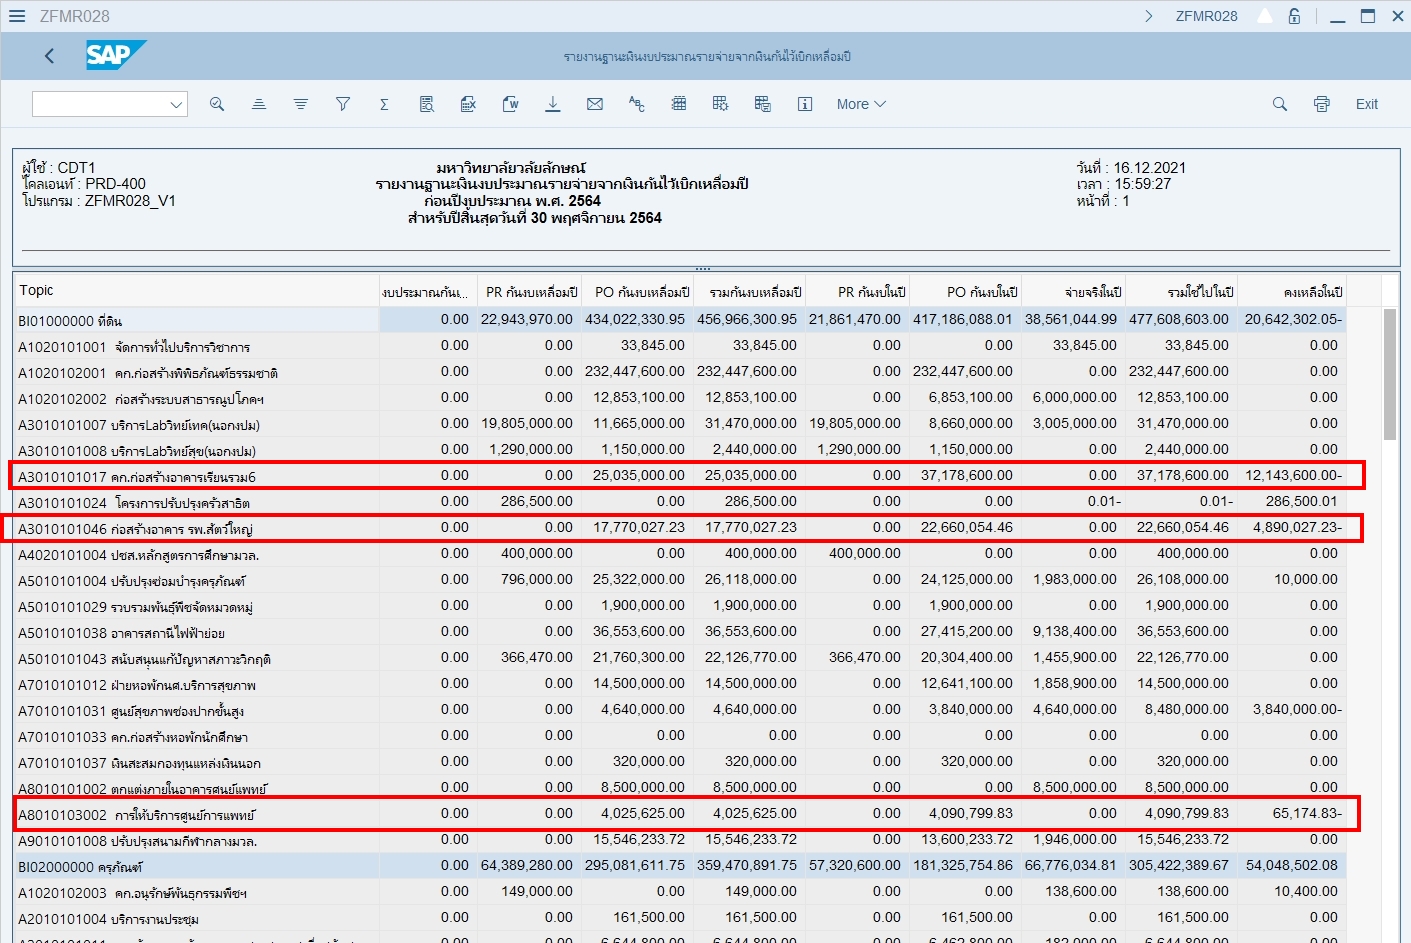 ZFMR028
ZFMR028
SAP
รายงานฐานะเงินงบประมาณรายจ่ายจากเงินกันไว้เบิกเหลื่อมปี
More
Exit
ผู้ใช้ : CDT1 มหาวิทยาลัยวลัยลักษณ์ วันที่ : 16.12.2021
ไคลเอนท์ : PRD-400 รายงานฐานะเงินงบประมาณรายจ่ายจากเงินกันไว้เบิกเหลื่อมปี เวลา : 15:59:27
โปรแกรม : ZFMR028_V1 ก่อนปีงบประมาณ พ.ศ. 2564 หน้าที่ : 1
สำหรับปีสิ้นสุดวันที่ 30 พฤศจิกายน 2564
Topic งบประมาณกันเ... PR กันงบเหลื่อมปี PO กันงบเหลื่อมปี รวมกันงบเหลื่อมปี PR กันงบในปี PO กันงบในปี จ่ายจริงในปี รวมใช้ไปในปี คงเหลือในปี
BI01000000 ที่ดิน 0.00 22,943,970.00 434,022,330.95 456,966,300.95 21,861,470.00 417,186,088.01 38,561,044.99 477,608,603.00 20,642,302.05-
A1020101001 จัดการทั่วไปบริการวิชาการ 0.00 0.00 33,845.00 33,845.00 0.00 0.00 33,845.00 33,845.00 0.00
A1020102001 คก.ก่อสร้างพิพิธภัณฑ์ธรรมชาติ 0.00 0.00 232,447,600.00 232,447,600.00 0.00 232,447,600.00 0.00 232,447,600.00 0.00
A1020102002 ก่อสร้างระบบสาธารณูปโภคฯ 0.00 0.00 12,853,100.00 12,853,100.00 0.00 6,853,100.00 6,000,000.00 12,853,100.00 0.00
A3010101007 บริการLabวิทย์เทค(นอกงปม) 0.00 19,805,000.00 11,665,000.00 31,470,000.00 19,805,000.00 8,660,000.00 3,005,000.00 31,470,000.00 0.00
A3010101008 บริการLabวิทย์สุข(นอกงปม) 0.00 1,290,000.00 1,150,000.00 2,440,000.00 1,290,000.00 1,150,000.00 0.00 2,440,000.00 0.00
A3010101017 คก.ก่อสร้างอาคารเรียนรวม6 0.00 0.00 25,035,000.00 25,035,000.00 0.00 37,178,600.00 0.00 37,178,600.00 12,143,600.00-
A3010101024 โครงการปรับปรุงครัวสาธิต 0.00 286,500.00 0.00 286,500.00 0.00 0.00 0.01- 0.01- 286,500.01
A3010101046 ก่อสร้างอาคาร รพ.สัตว์ใหญ่ 0.00 0.00 17,770,027.23 17,770,027.23 0.00 22,660,054.46 0.00 22,660,054.46 4,890,027.23-
A4020101004 ปชส.หลักสูตรการศึกษามวล. 0.00 400,000.00 0.00 400,000.00 400,000.00 0.00 0.00 400,000.00 0.00
A5010101004 ปรับปรุงซ่อมบำรุงครุภัณฑ์ 0.00 796,000.00 25,322,000.00 26,118,000.00 0.00 24,125,000.00 1,983,000.00 26,108,000.00 10,000.00
A5010101029 รวบรวมพันธุ์พืชจัดหมวดหมู่ 0.00 0.00 1,900,000.00 1,900,000.00 0.00 1,900,000.00 0.00 1,900,000.00 0.00
A5010101038 อาคารสถานีไฟฟ้าย่อย 0.00 0.00 36,553,600.00 36,553,600.00 0.00 27,415,200.00 9,138,400.00 36,553,600.00 0.00
A5010101043 สนับสนุนแก้ปัญหาสภาวะวิกฤติ 0.00 366,470.00 21,760,300.00 22,126,770.00 366,470.00 20,304,400.00 1,455,900.00 22,126,770.00 0.00
A7010101012 ฝ่ายหอพักนศ.บริการสุขภาพ 0.00 0.00 14,500,000.00 14,500,000.00 0.00 12,641,100.00 1,858,900.00 14,500,000.00 0.00
A7010101031 ศูนย์สุขภาพช่องปากขั้นสูง 0.00 0.00 4,640,000.00 4,640,000.00 0.00 3,840,000.00 4,640,000.00 8,480,000.00 3,840,000.00-
A7010101033 คก.ก่อสร้างหอพักนักศึกษา 0.00 0.00 0.00 0.00 0.00 0.00 0.00 0.00 0.00
A7010101037 เงินสะสมกองทุนแหล่งเงินนอก 0.00 0.00 320,000.00 320,000.00 0.00 320,000.00 0.00 320,000.00 0.00
A8010101002 ตกแต่งภายในอาคารศูนย์แพทย์ 0.00 0.00 8,500,000.00 8,500,000.00 0.00 0.00 8,500,000.00 8,500,000.00 0.00
A8010103002 การให้บริการศูนย์การแพทย์ 0.00 0.00 4,025,625.00 4,025,625.00 0.00 4,090,799.83 0.00 4,090,799.83 65,174.83-
A9010101008 ปรับปรุงสนามกีฬากลางมวล. 0.00 0.00 15,546,233.72 15,546,233.72 0.00 13,600,233.72 1,946,000.00 15,546,233.72 0.00
BI02000000 ครุภัณฑ์ 0.00 64,389,280.00 295,081,611.75 359,470,891.75 57,320,600.00 181,325,754.86 66,776,034.81 305,422,389.67 54,048,502.08
A1020102003 คก.อนุรักษ์พันธุกรรมพืชฯ 0.00 149,000.00 0.00 149,000.00 0.00 0.00 138,600.00 138,600.00 10,400.00
A2010101004 บริการงานประชุม 0.00 0.00 161,500.00 161,500.00 0.00 161,500.00 0.00 161,500.00 0.00